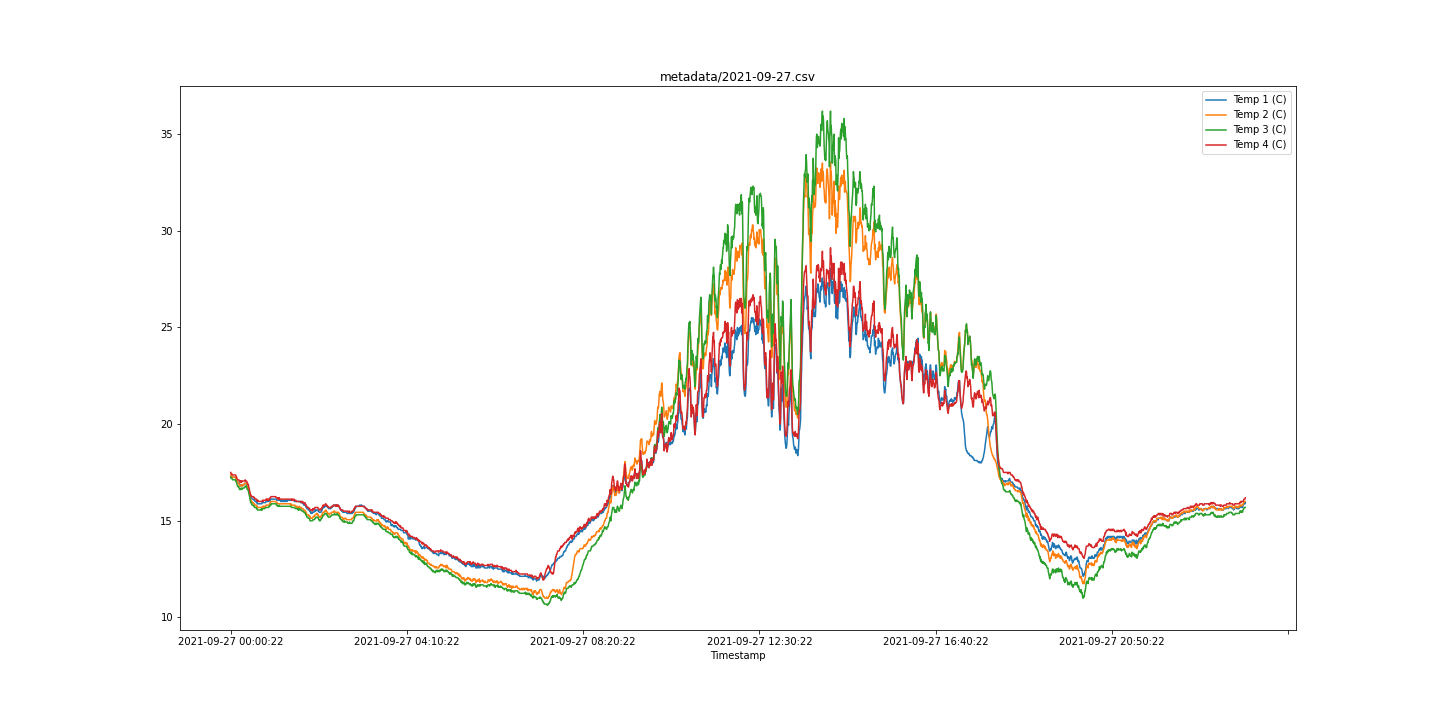 metadata/2021-09-27.csv
Temp 1 (C)
Temp 2 (C)
Temp 3 (C)
Temp 4 (C)
35
30
25
20
15
10
2021-09-27 00:00:22
2021-09-27 04:10:22
2021-09-27 08:20:22
2021-09-27 12:30:22
2021-09-27 16:40:22
2021-09-27 20:50:22
Timestamp